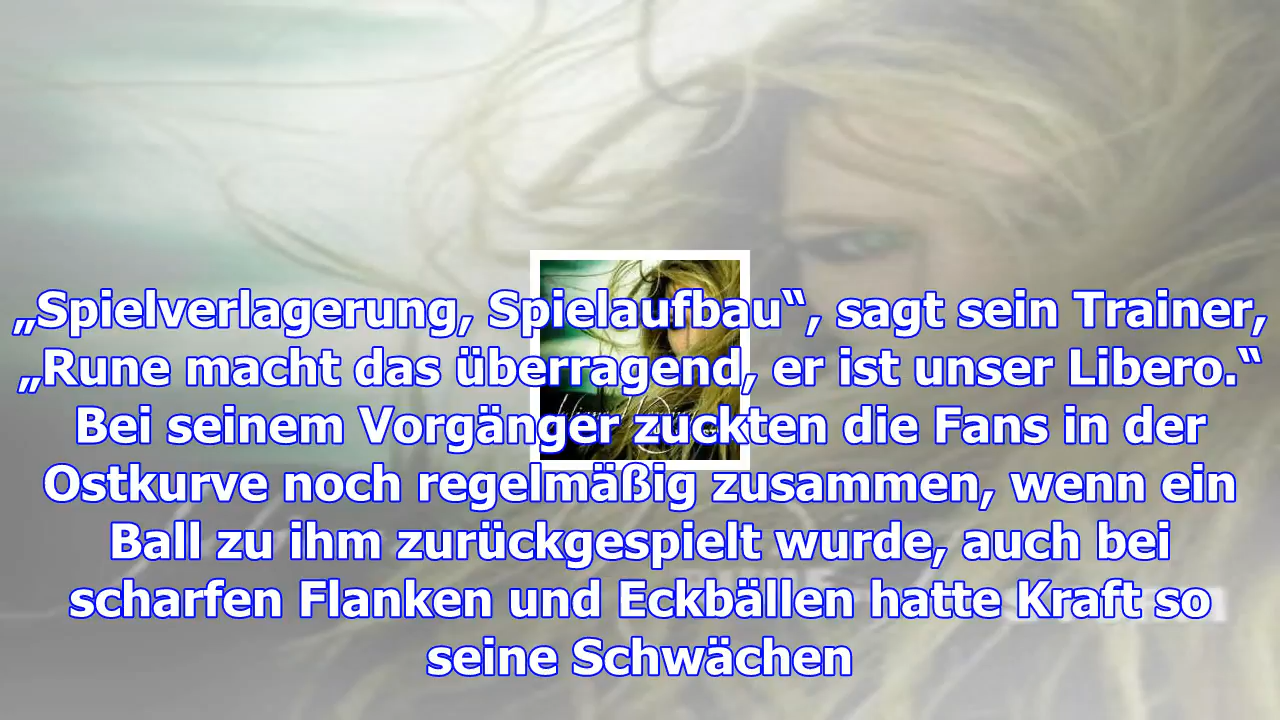 „Spielverlagerung, Spielaufbau“, sagt sein Trainer,
„Rune macht das überragend, er ist unser Libero.“
Bei seinem Vorgänger zuckten die Fans in der
Ostkurve noch regelmäßig zusammen, wenn ein
Ball zu ihm zurückgespielt wurde, auch bei
scharfen Flanken und Eckbällen hatte Kraft so
seine Schwächen